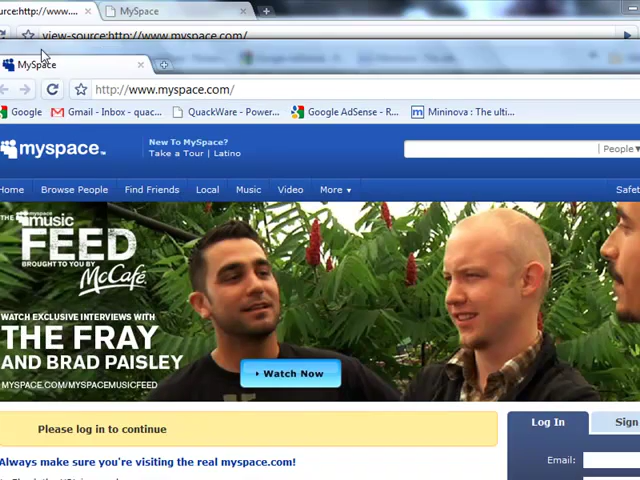 source:http://www.... MySpace
view-source:http://www.myspace.com/
MySpace
http://www.myspace.com/
Google Gmail - Inbox - quac... QuackWare - Power... Google AdSense - R... Mininova : The ulti...
myspace™
New To MySpace?
Take a Tour | Latino
People
Home Browse People Find Friends Local Music Video More Safet
THE myspace music
FEED
BROUGHT TO YOU BY
McCafé
WATCH EXCLUSIVE INTERVIEWS WITH
THE FRAY
AND BRAD PAISLEY
MYSPACE.COM/MYSPACEMUSICFEED
Watch Now
Please log in to continue
Log In Sign
Email:
Always make sure you're visiting the real myspace.com!